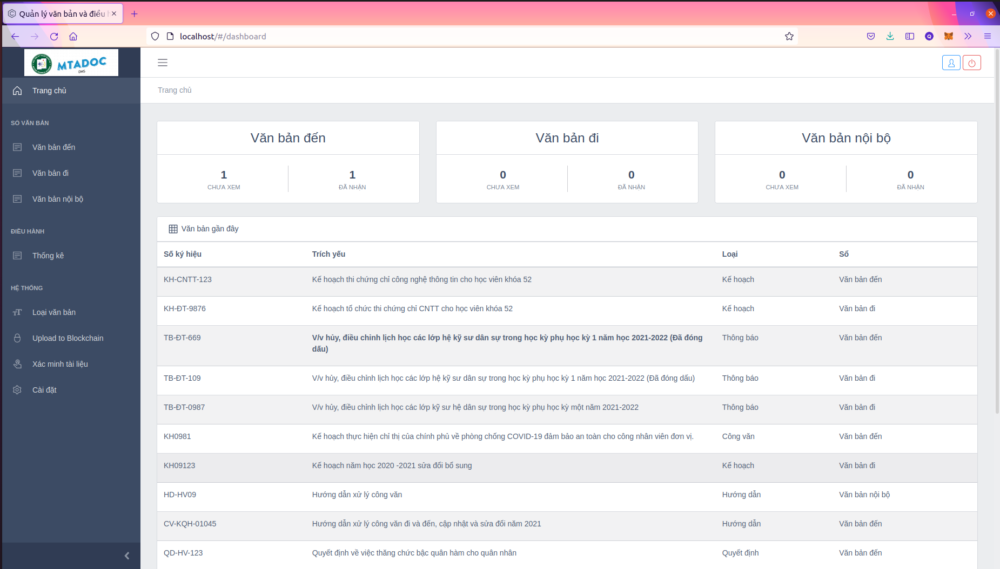 Quản lý văn bản và điều h
localhost/#/dashboard
MTADOC
DMS
Trang chủ
SỔ VĂN BẢN
Văn bản đến
Văn bản đi
Văn bản nội bộ
ĐIỀU HÀNH
Thống kê
HỆ THỐNG
Loại văn bản
Upload to Blockchain
Xác minh tài liệu
Cài đặt
Trang chủ
Văn bản đến
1 1
CHƯA XEM ĐÃ NHẬN
Văn bản đi
0 0
CHƯA XEM ĐÃ NHẬN
Văn bản nội bộ
0 0
CHƯA XEM ĐÃ NHẬN
Văn bản gần đây
Số ký hiệu Trích yếu Loại Sổ
KH-CNTT-123 Kế hoạch thi chứng chỉ công nghệ thông tin cho học viên khóa 52 Kế hoạch Văn bản đến
KH-ĐT-9876 Kế hoạch tổ chức thi chứng chỉ CNTT cho học viên khóa 52 Kế hoạch Văn bản đi
TB-ĐT-669 V/v hủy, điều chỉnh lịch học các lớp hệ kỹ sư dân sự trong học kỳ phụ học kỳ 1 năm học 2021-2022 (Đã đóng Thông báo Văn bản đến
dấu)
TB-ĐT-109 V/v hủy, điều chỉnh lịch học các lớp hệ kỹ sư dân sự trong học kỳ phụ học kỳ 1 năm học 2021-2022 (Đã đóng dấu) Thông báo Văn bản đi
TB-ĐT-0987 V/v hủy, điều chỉnh lịch học các lớp kỹ sư hệ dân sự trong học kỳ phụ học kỳ một năm 2021-2022 Thông báo Văn bản đi
KH0981 Kế hoạch thực hiện chỉ thị của chính phủ về phòng chống COVID-19 đảm bảo an toàn cho công nhân viên đơn vị. Công văn Văn bản đến
KH09123 Kế hoạch năm học 2020 -2021 sửa đổi bổ sung Kế hoạch Văn bản đi
HD-HV09 Hướng dẫn xử lý công văn Hướng dẫn Văn bản nội bộ
CV-KQH-01045 Hướng dẫn xử lý công văn đi và đến, cập nhật và sửa đổi năm 2021 Hướng dẫn Văn bản đến
QD-HV-123 Quyết định về việc thăng chức bậc quân hàm cho quân nhân Quyết định Văn bản đến